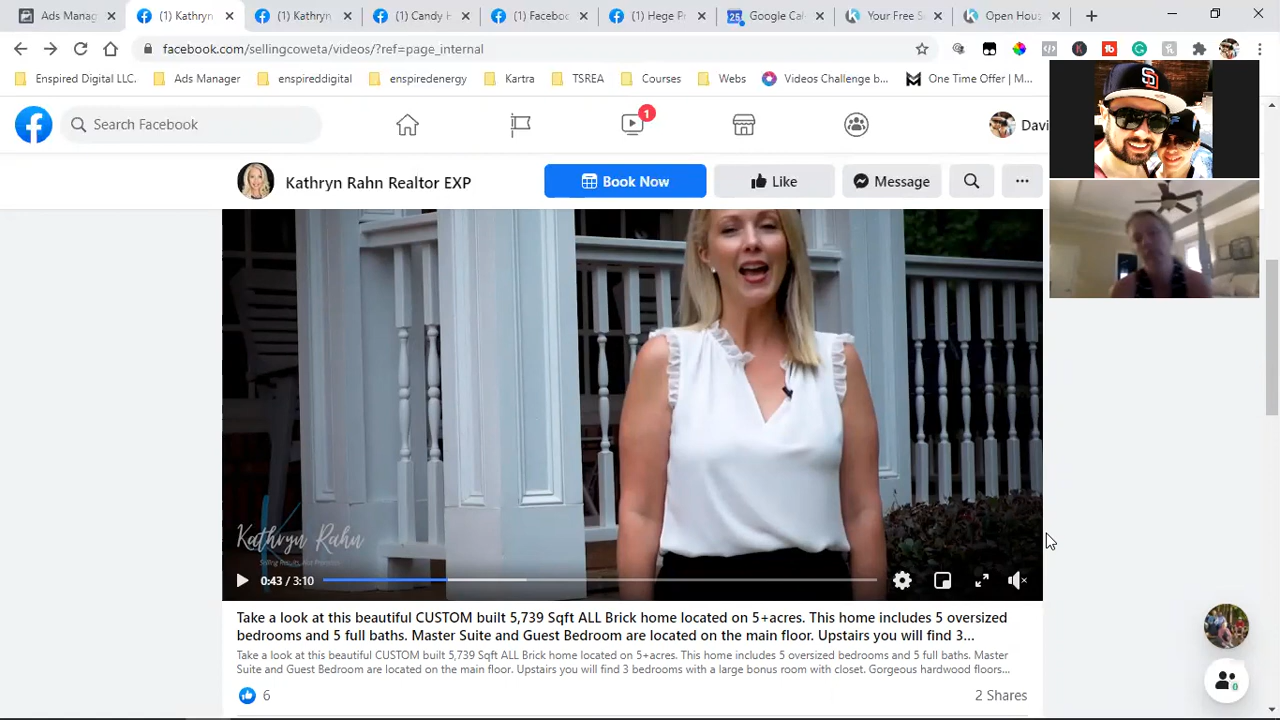 Ads Manag
(1) Kathryn
(1) Kathryn
(1) Candy
(1) Faceboo
(1) Hege P
25
Google Cal
Your Free S
Open Hous
facebook.com/sellingcoweta/videos/?ref=page_internal
Enspired Digital LLC.
Ads Manager
enspireddigital
TSREA
Courses
Webs
Videos Challenge
One Time Offer | M...
Search Facebook
1
Davi
Kathryn Rahn Realtor EXP
Book Now
Like
Message
SD
Kathryn Rahn
0:43 / 3:10
Take a look at this beautiful CUSTOM built 5,739 Sqft ALL Brick home located on 5+acres. This home includes 5 oversized
bedrooms and 5 full baths. Master Suite and Guest Bedroom are located on the main floor. Upstairs you will find 3...
Take a look at this beautiful CUSTOM built 5,739 Sqft ALL Brick home located on 5+acres. This home includes 5 oversized bedrooms and 5 full baths. Master
Suite and Guest Bedroom are located on the main floor. Upstairs you will find 3 bedrooms with a large bonus room with closet. Gorgeous hardwood floors...
6
2 Shares
0